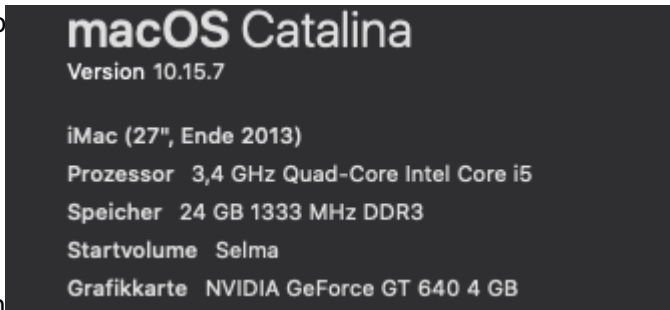 macOS Catalina
Version 10.15.7
iMac (27", Ende 2013)
Prozessor 3,4 GHz Quad-Core Intel Core i5
Speicher 24 GB 1333 MHz DDR3
Startvolume Selma
Grafikkarte NVIDIA GeForce GT 640 4 GB